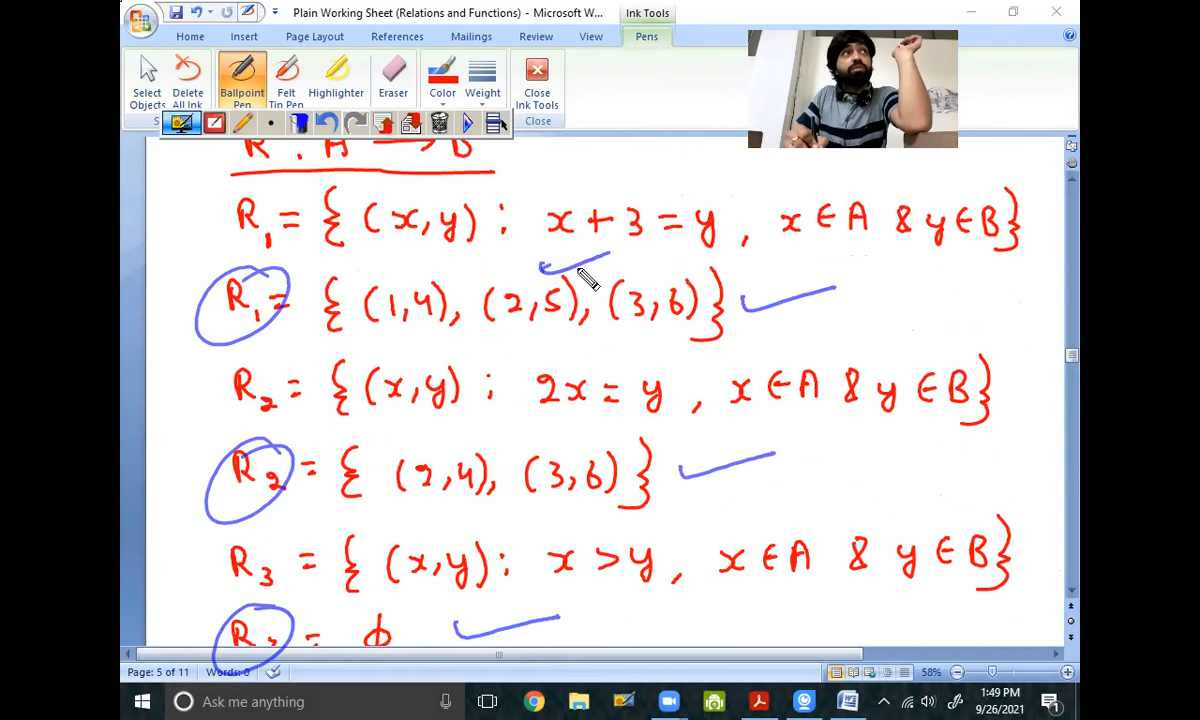 Plain Working Sheet (Relations and Functions) - Microsoft W...
Ink Tools
Home Insert Page Layout References Mailings Review View Pens
Select Objects
Delete All Ink
Ballpoint Pen
Felt Tip Pen
Highlighter
Eraser
Color
Weight
Close Ink Tools
Close
R : A → B
R₁ = { (x,y) : x + 3 = y , x ∈ A & y ∈ B }
R₁ = { (1,4), (2,5), (3,6) }
R₂ = { (x,y) : 2x = y , x ∈ A & y ∈ B }
R₂ = { (2,4), (3,6) }
R₃ = { (x,y) : x > y , x ∈ A & y ∈ B }
R₃ = ϕ
Page: 5 of 11 Words: 0 58%
Ask me anything
1:49 PM
9/26/2021
1